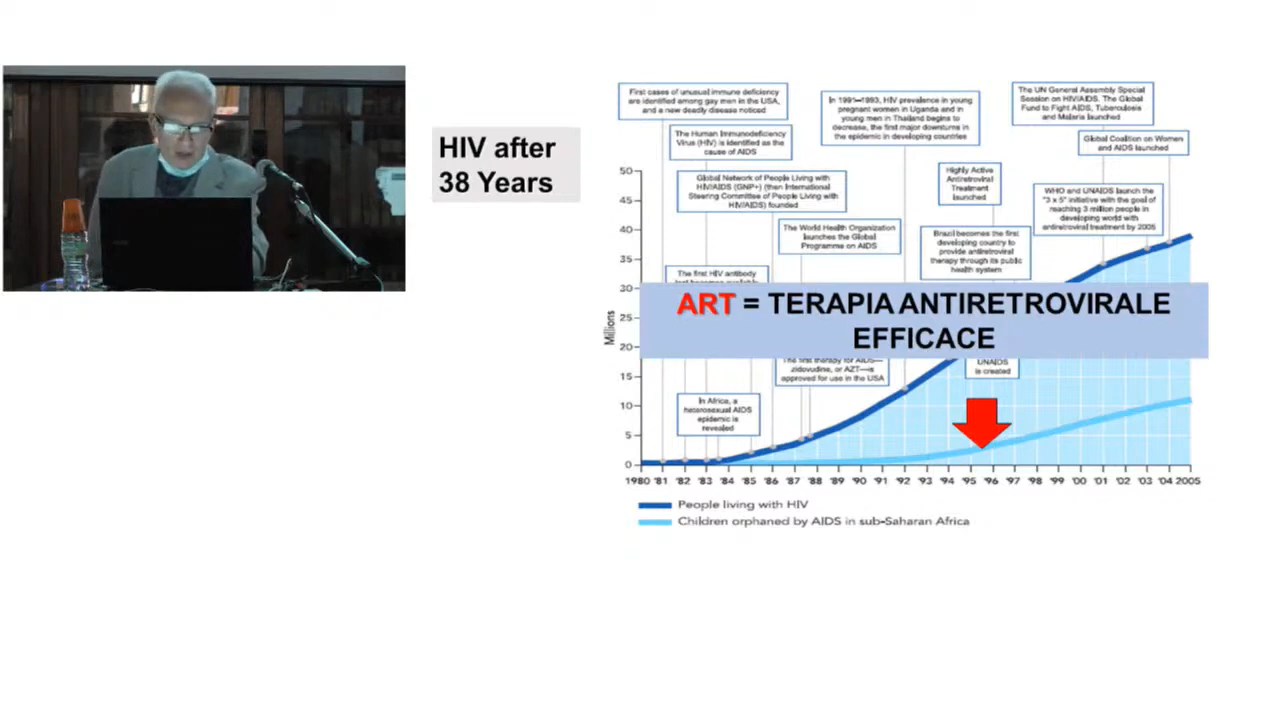 HIV after
38 Years
First cases of unusual immune deficiency
are identified among gay men in the USA,
and a new deadly disease noticed
The Human Immunodeficiency
Virus (HIV) is identified as the
cause of AIDS
Global Network of People Living with
HIV/AIDS (GNP+) (then International
Steering Committee of People Living with
HIV/AIDS) founded
The World Health Organization
launches the Global
Programme on AIDS
The first HIV antibody
In 1991–1993, HIV prevalence in young
pregnant women in Uganda and in
young men in Thailand begins to
decrease, the first major downturns in
the epidemic in developing countries
Highly Active
Antiretroviral
Treatment
launched
Brazil becomes the first
developing country to
provide antiretroviral
therapy through its public
health system
The UN General Assembly Special
Session on HIV/AIDS. The Global
Fund to Fight AIDS, Tuberculosis
and Malaria launched
Global Coalition on Women
and AIDS launched
WHO and UNAIDS launch the
"3 x 5" initiative with the goal of
reaching 3 million people in
developing world with
antiretroviral treatment by 2005
ART = TERAPIA ANTIRETROVIRALE
EFFICACE
The first therapy for AIDS—
zidovudine, or AZT—is
approved for use in the USA
UNAIDS
is created
In Africa, a
heterosexual AIDS
epidemic is
revealed
Millions
50
45
40
35
30
25
20
15
10
5
0
1980 '81 '82 '83 '84 '85 '86 '87 '88 '89 '90 '91 '92 '93 '94 '95 '96 '97 '98 '99 '00 '01 '02 '03 '04 2005
People living with HIV
Children orphaned by AIDS in sub-Saharan Africa